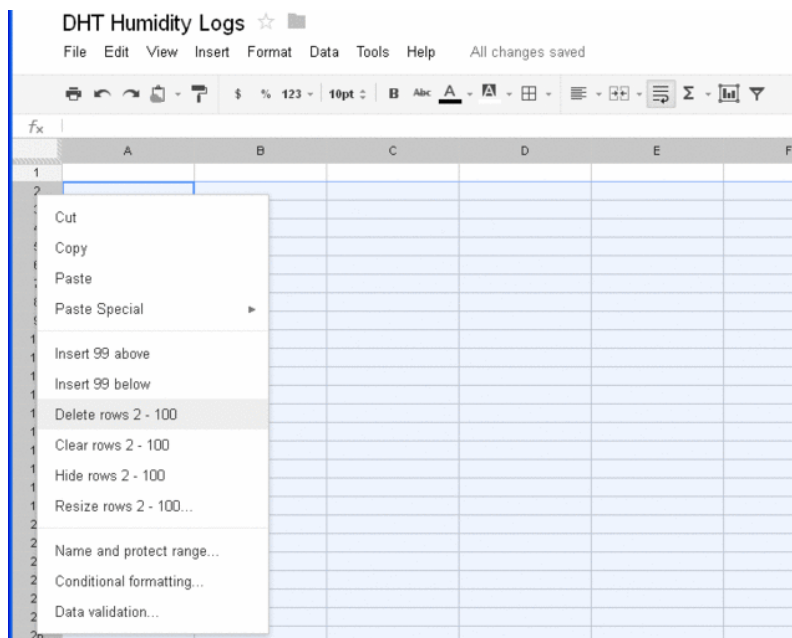 DHT Humidity Logs
File Edit View Insert Format Data Tools Help All changes saved
$ % 123 10pt B Abc A A Σ
fx
A B C D E F
1
2
Cut
Copy
Paste
Paste Special
Insert 99 above
Insert 99 below
Delete rows 2 - 100
Clear rows 2 - 100
Hide rows 2 - 100
Resize rows 2 - 100...
Name and protect range...
Conditional formatting...
Data validation...